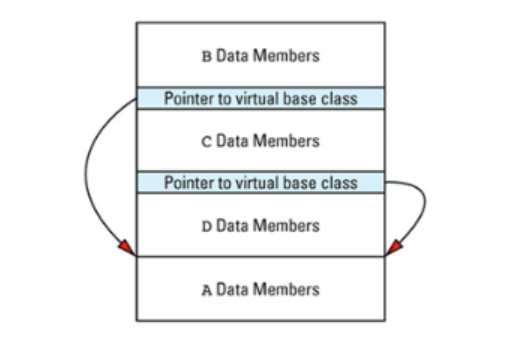 B Data Members
Pointer to virtual base class
C Data Members
Pointer to virtual base class
D Data Members
A Data Members